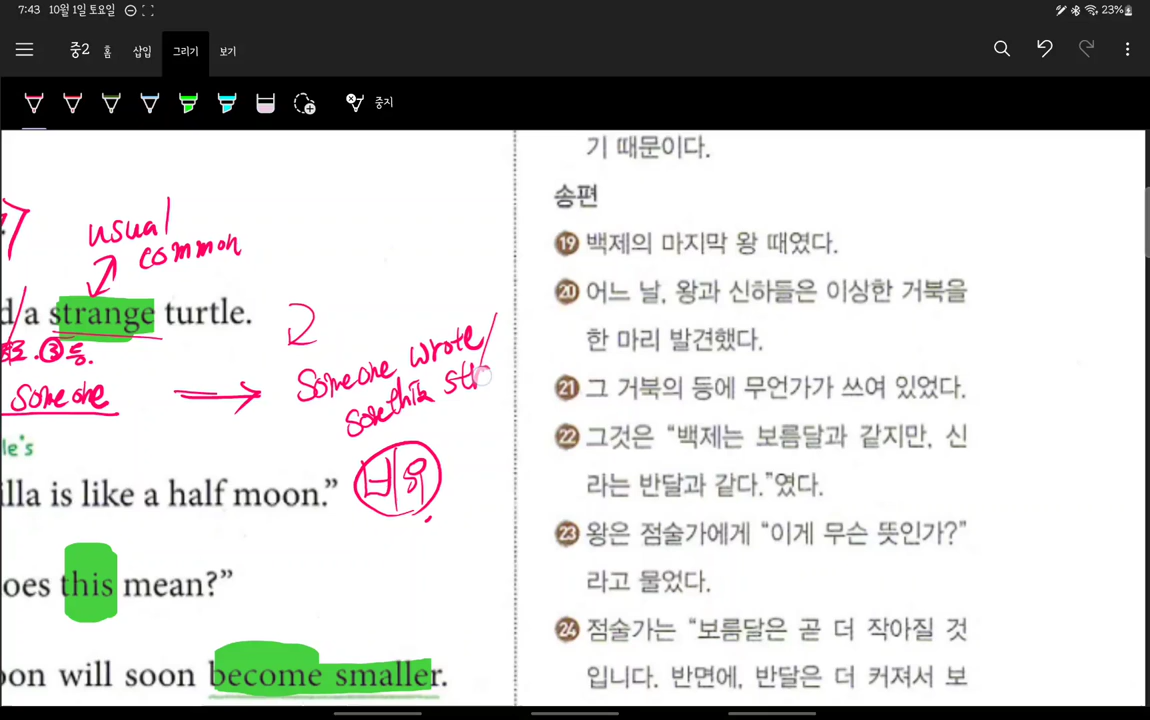 7:43 10월 1일 토요일 23%
중2 홈 삽입 그리기 보기
중지
usual
common
d/a strange turtle.
③등.
someone
Someone wrote/
somethin str
le's
illa is like a half moon.”
비유
oes this mean?”
oon will soon become smaller.
기 때문이다.
송편
19 백제의 마지막 왕 때였다.
20 어느 날, 왕과 신하들은 이상한 거북을
한 마리 발견했다.
21 그 거북의 등에 무언가가 쓰여 있었다.
22 그것은 “백제는 보름달과 같지만, 신
라는 반달과 같다.”였다.
23 왕은 점술가에게 “이게 무슨 뜻인가?”
라고 물었다.
24 점술가는 “보름달은 곧 더 작아질 것
입니다. 반면에, 반달은 더 커져서 보